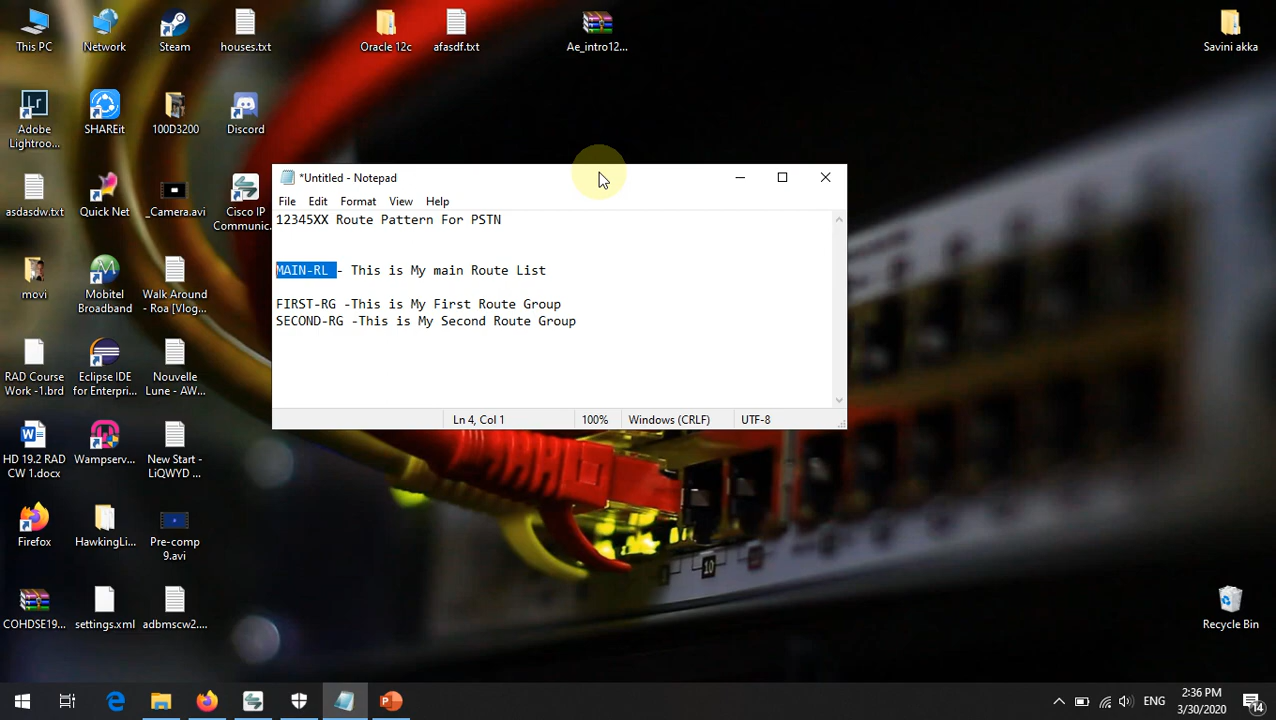 This PC
Network
Steam
houses.txt
Oracle 12c
afasdf.txt
Ae_intro12...
Savini akka
Adobe Lightroo...
SHAREit
100D3200
Discord
asdasdw.txt
Quick Net
_Camera.avi
Cisco IP Communic...
movi
Mobitel Broadband
Walk Around - Roa [Vlog...
RAD Course Work -1.brd
Eclipse IDE for Enterpri...
Nouvelle Lune - AW...
HD 19.2 RAD CW 1.docx
Wampserv...
New Start - LiQWYD ...
Firefox
HawkingLi...
Pre-comp 9.avi
COHDSE19...
settings.xml
adbmscw2....
Recycle Bin
*Untitled - Notepad
File Edit Format View Help
12345XX Route Pattern For PSTN
MAIN-RL - This is My main Route List
FIRST-RG -This is My First Route Group
SECOND-RG -This is My Second Route Group
Ln 4, Col 1 100% Windows (CRLF) UTF-8
10
ENG
2:36 PM
3/30/2020
14